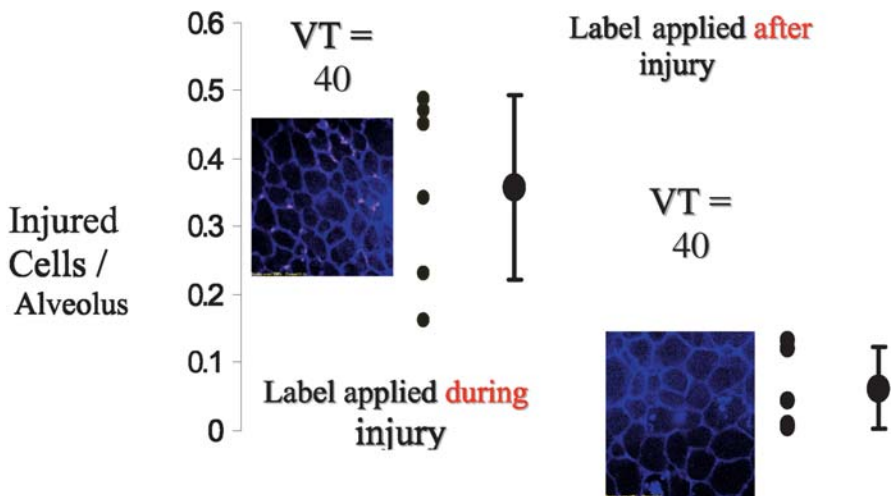 0.6
0.5
0.4
0.3
0.2
0.1
0
Injured
Cells /
Alveolus
VT =
40
Label applied during
injury
Label applied after
injury
VT =
40